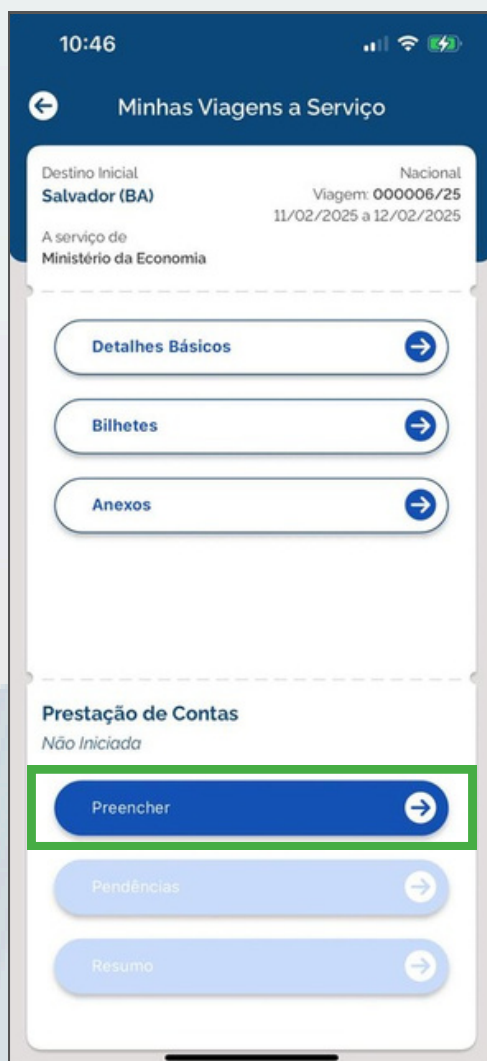 10:46
Minhas Viagens a Serviço
Destino Inicial
Nacional
Salvador (BA)
Viagem: 000006/25
11/02/2025 a 12/02/2025
A serviço de
Ministério da Economia
Detalhes Básicos
Bilhetes
Anexos
Prestação de Contas
Não Iniciada
Preencher
Pendências
Resumo